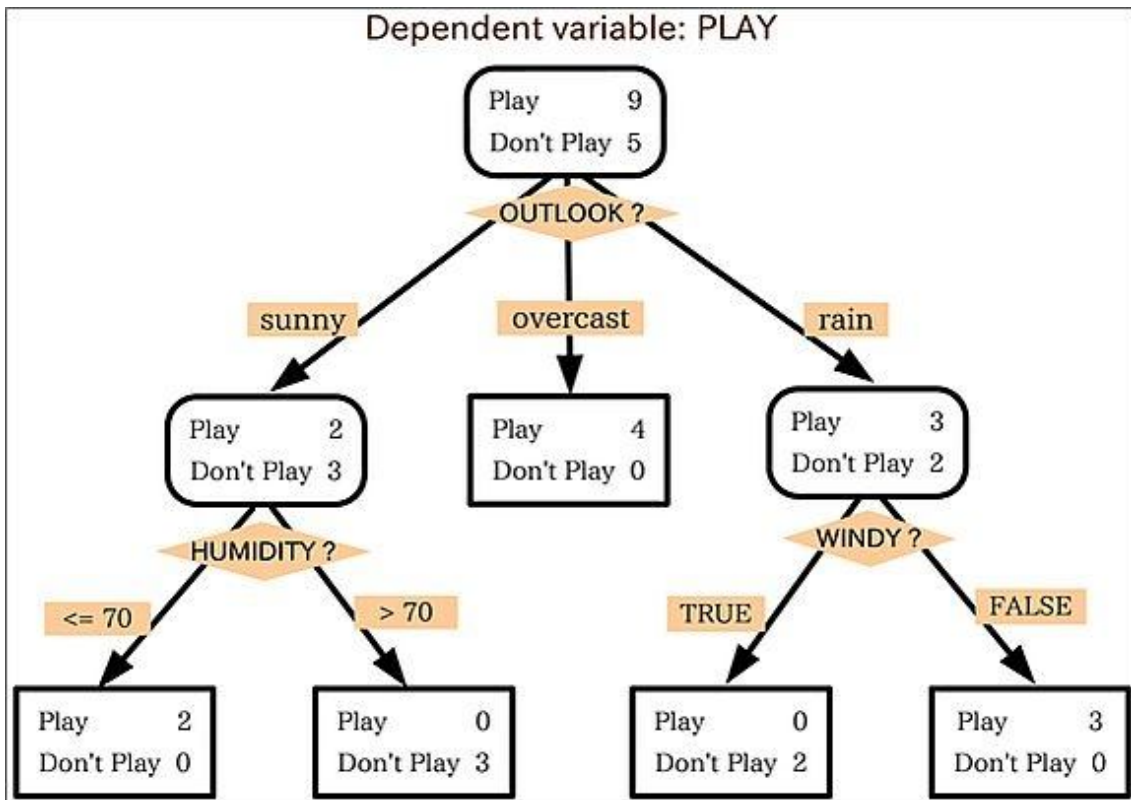 Dependent variable: PLAY
Play 9
Don't Play 5
OUTLOOK ?
sunny
overcast
rain
Play 2
Don't Play 3
Play 4
Don't Play 0
Play 3
Don't Play 2
HUMIDITY ?
WINDY ?
<= 70
> 70
TRUE
FALSE
Play 2
Don't Play 0
Play 0
Don't Play 3
Play 0
Don't Play 2
Play 3
Don't Play 0